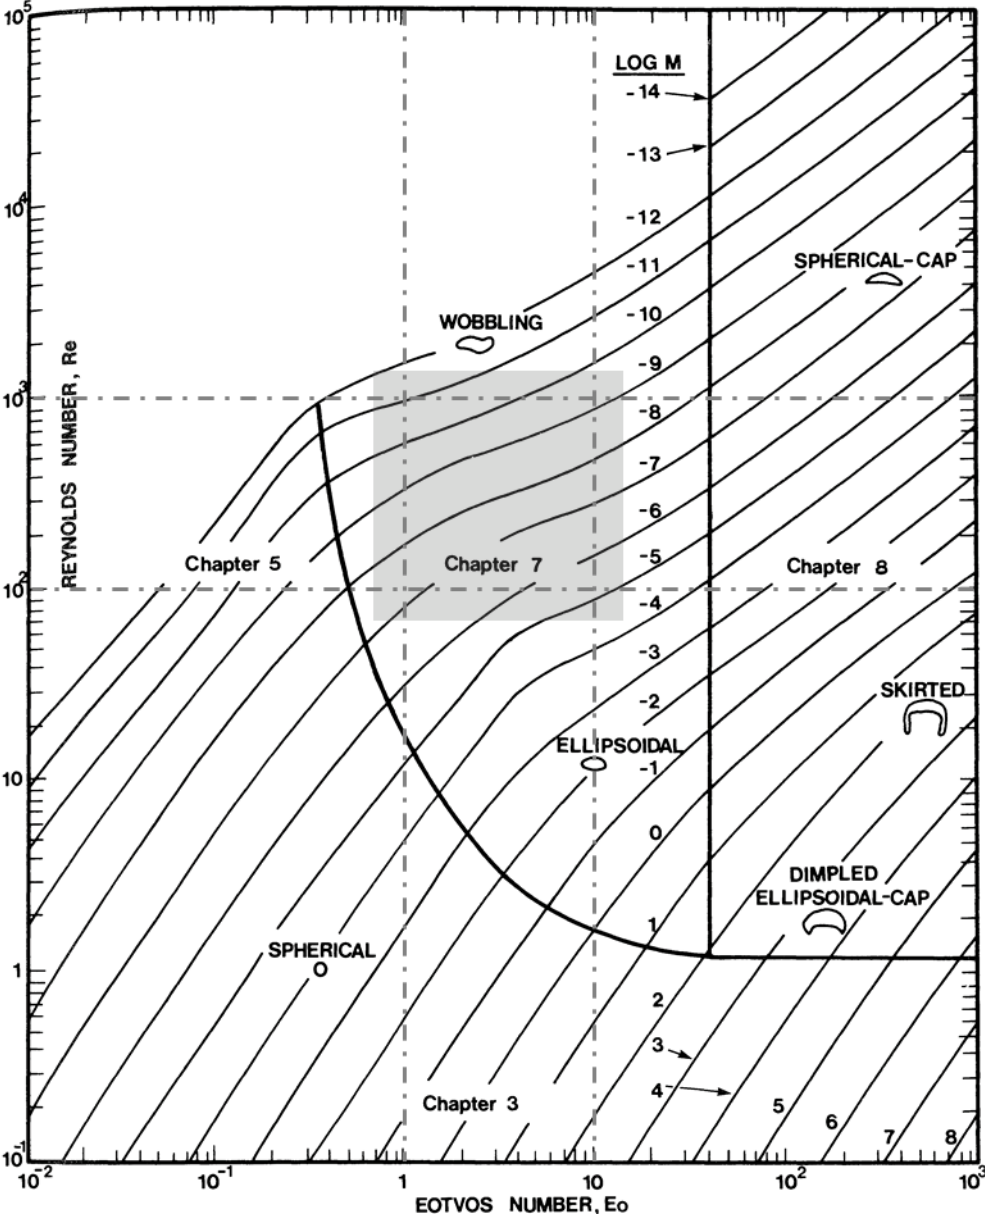 10^5
LOG M
-14
-13
10^4
-12
-11
SPHERICAL-CAP
-10
WOBBLING
-9
10^3
-8
-7
-6
REYNOLDS NUMBER, Re
Chapter 5
Chapter 7
-5
Chapter 8
10^2
-4
-3
SKIRTED
-2
ELLIPSOIDAL
-1
10
0
DIMPLED
ELLIPSOIDAL-CAP
1
SPHERICAL
1
2
3
4
Chapter 3
5
6
7
8
10^-1
10^-2
10^-1
1
10
10^2
10^3
EOTVOS NUMBER, Eo